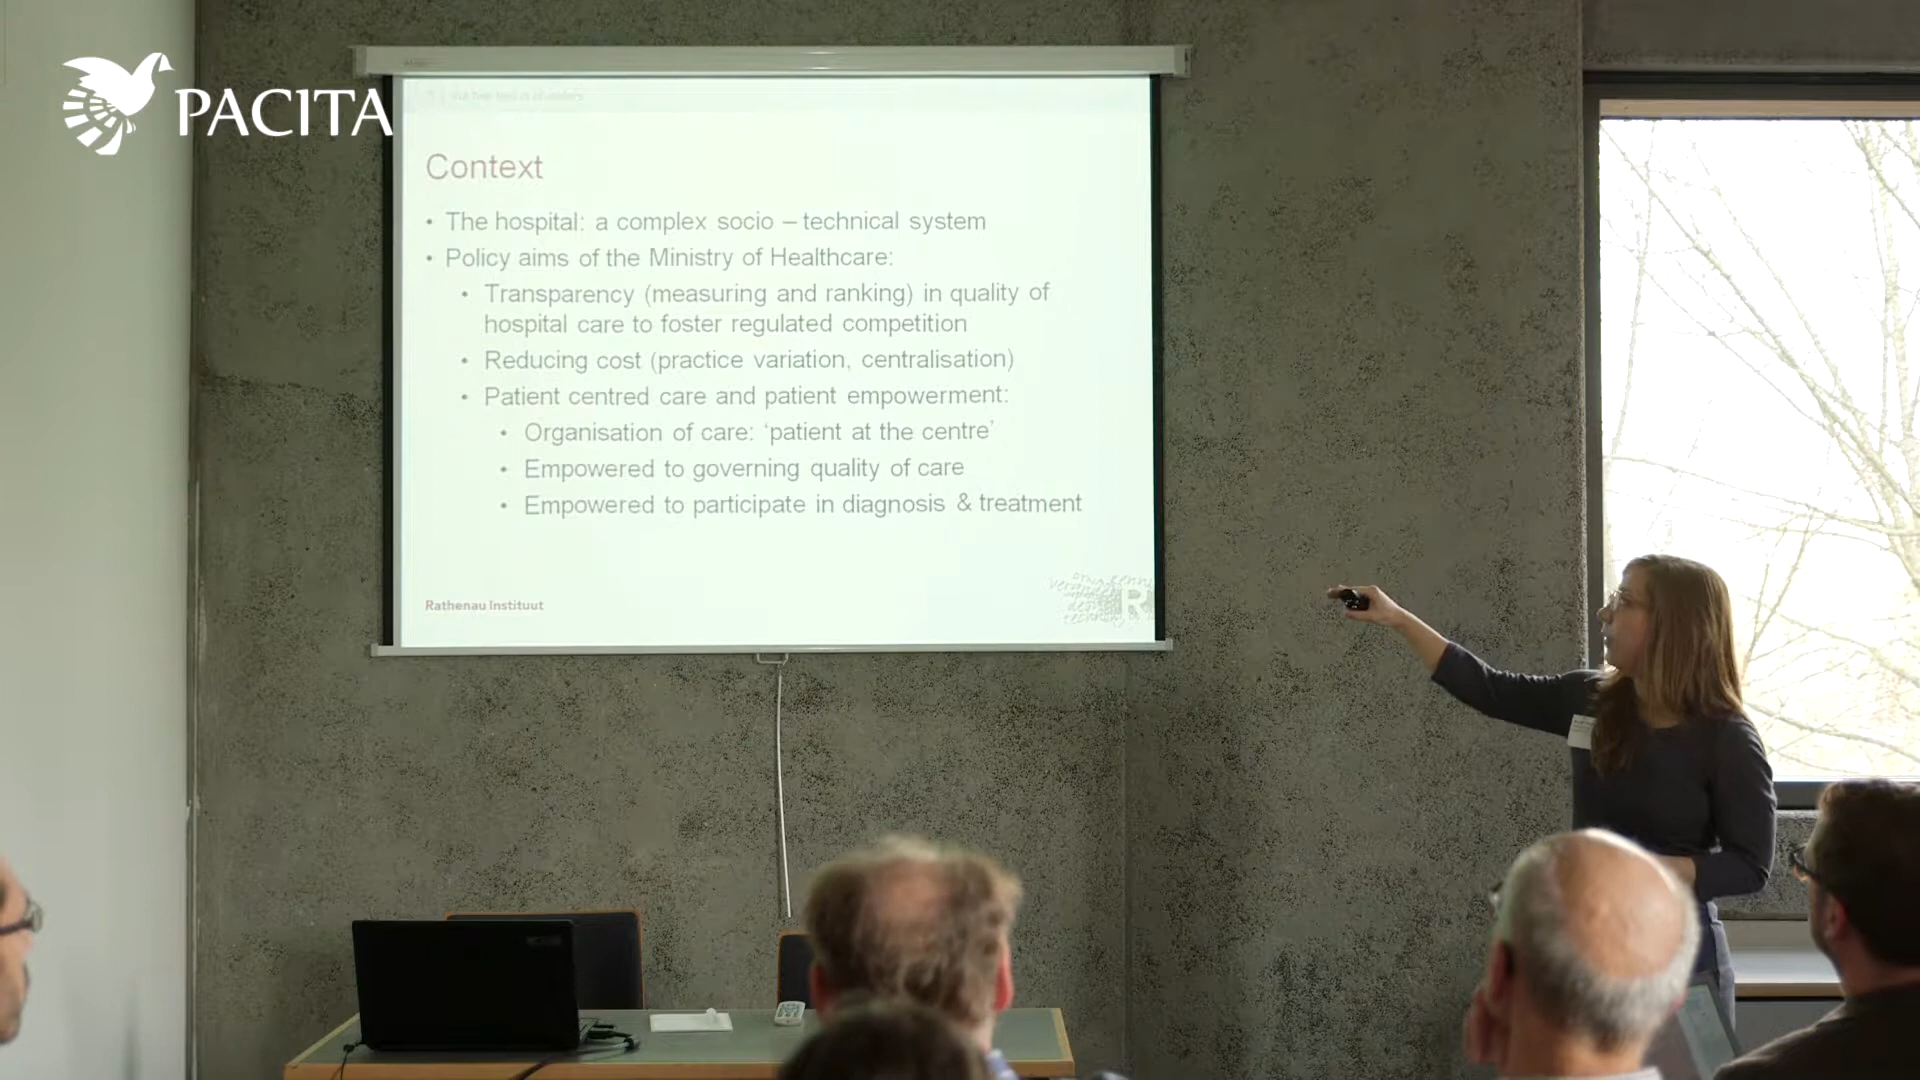 PACITA
Context
• The hospital: a complex socio – technical system
• Policy aims of the Ministry of Healthcare:
• Transparency (measuring and ranking) in quality of
hospital care to foster regulated competition
• Reducing cost (practice variation, centralisation)
• Patient centred care and patient empowerment:
• Organisation of care: ‘patient at the centre’
• Empowered to governing quality of care
• Empowered to participate in diagnosis & treatment
Rathenau Instituut
R